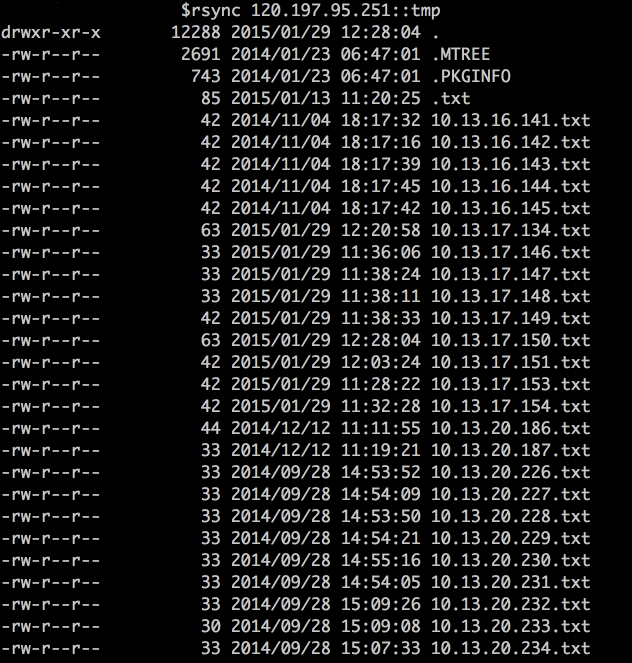 $rsync 120.197.95.251::tmp
drwxr-xr-x 12288 2015/01/29 12:28:04 .
-rw-r--r-- 2691 2014/01/23 06:47:01 .MTREE
-rw-r--r-- 743 2014/01/23 06:47:01 .PKGINFO
-rw-r--r-- 85 2015/01/13 11:20:25 .txt
-rw-r--r-- 42 2014/11/04 18:17:32 10.13.16.141.txt
-rw-r--r-- 42 2014/11/04 18:17:16 10.13.16.142.txt
-rw-r--r-- 42 2014/11/04 18:17:39 10.13.16.143.txt
-rw-r--r-- 42 2014/11/04 18:17:45 10.13.16.144.txt
-rw-r--r-- 42 2014/11/04 18:17:42 10.13.16.145.txt
-rw-r--r-- 63 2015/01/29 12:20:58 10.13.17.134.txt
-rw-r--r-- 33 2015/01/29 11:36:06 10.13.17.146.txt
-rw-r--r-- 33 2015/01/29 11:38:24 10.13.17.147.txt
-rw-r--r-- 33 2015/01/29 11:38:11 10.13.17.148.txt
-rw-r--r-- 42 2015/01/29 11:38:33 10.13.17.149.txt
-rw-r--r-- 63 2015/01/29 12:28:04 10.13.17.150.txt
-rw-r--r-- 42 2015/01/29 12:03:24 10.13.17.151.txt
-rw-r--r-- 42 2015/01/29 11:28:22 10.13.17.153.txt
-rw-r--r-- 42 2015/01/29 11:32:28 10.13.17.154.txt
-rw-r--r-- 44 2014/12/12 11:11:55 10.13.20.186.txt
-rw-r--r-- 33 2014/12/12 11:19:21 10.13.20.187.txt
-rw-r--r-- 33 2014/09/28 14:53:52 10.13.20.226.txt
-rw-r--r-- 33 2014/09/28 14:54:09 10.13.20.227.txt
-rw-r--r-- 33 2014/09/28 14:53:50 10.13.20.228.txt
-rw-r--r-- 33 2014/09/28 14:54:21 10.13.20.229.txt
-rw-r--r-- 33 2014/09/28 14:55:16 10.13.20.230.txt
-rw-r--r-- 33 2014/09/28 14:54:05 10.13.20.231.txt
-rw-r--r-- 33 2014/09/28 15:09:26 10.13.20.232.txt
-rw-r--r-- 30 2014/09/28 15:09:08 10.13.20.233.txt
-rw-r--r-- 33 2014/09/28 15:07:33 10.13.20.234.txt